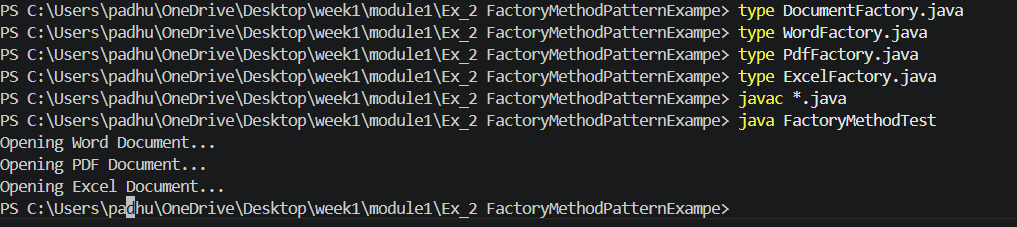 PS C:\Users\padhu\OneDrive\Desktop\week1\module1\Ex_2 FactoryMethodPatternExampe> type DocumentFactory.java
PS C:\Users\padhu\OneDrive\Desktop\week1\module1\Ex_2 FactoryMethodPatternExampe> type WordFactory.java
PS C:\Users\padhu\OneDrive\Desktop\week1\module1\Ex_2 FactoryMethodPatternExampe> type PdfFactory.java
PS C:\Users\padhu\OneDrive\Desktop\week1\module1\Ex_2 FactoryMethodPatternExampe> type ExcelFactory.java
PS C:\Users\padhu\OneDrive\Desktop\week1\module1\Ex_2 FactoryMethodPatternExampe> javac *.java
PS C:\Users\padhu\OneDrive\Desktop\week1\module1\Ex_2 FactoryMethodPatternExampe> java FactoryMethodTest
Opening Word Document...
Opening PDF Document...
Opening Excel Document...
PS C:\Users\padhu\OneDrive\Desktop\week1\module1\Ex_2 FactoryMethodPatternExampe>